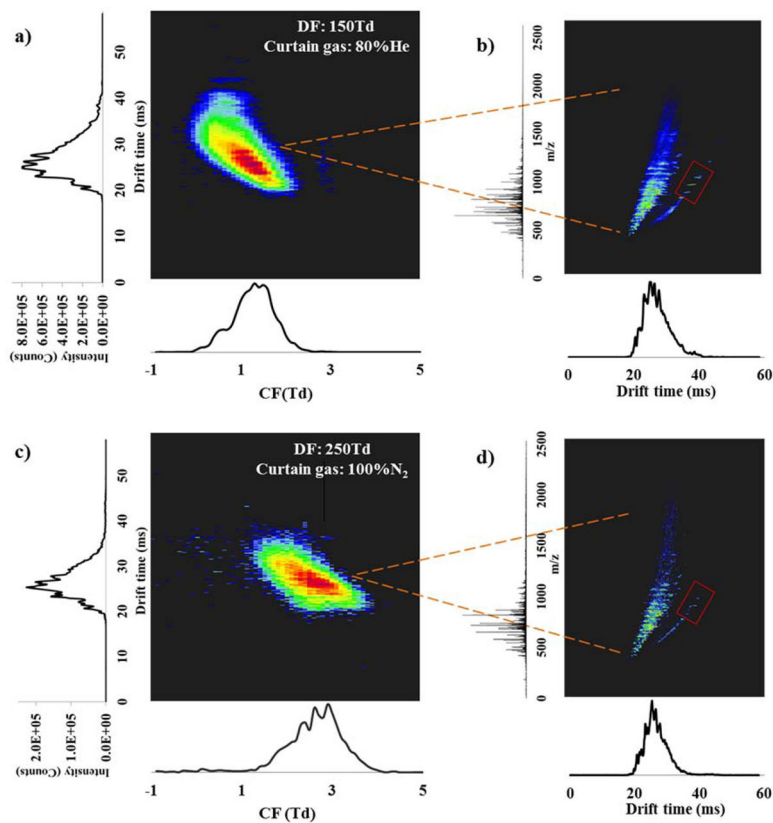 a)
DF: 150Td
Curtain gas: 80%He
Drift time (ms)
0
10
20
30
40
50
8.0E+05
6.0E+05
4.0E+05
2.0E+05
0.0E+00
Intensity (Counts)
-1
1
3
5
CF(Td)
b)
m/z
0
500
1000
1500
2000
2500
0
20
40
60
Drift time (ms)
c)
DF: 250Td
Curtain gas: 100%N₂
Drift time (ms)
0
10
20
30
40
50
2.0E+05
1.0E+05
0.0E+00
Intensity (Counts)
-1
1
3
5
CF (Td)
d)
m/z
0
500
1000
1500
2000
2500
0
20
40
60
Drift time (ms)